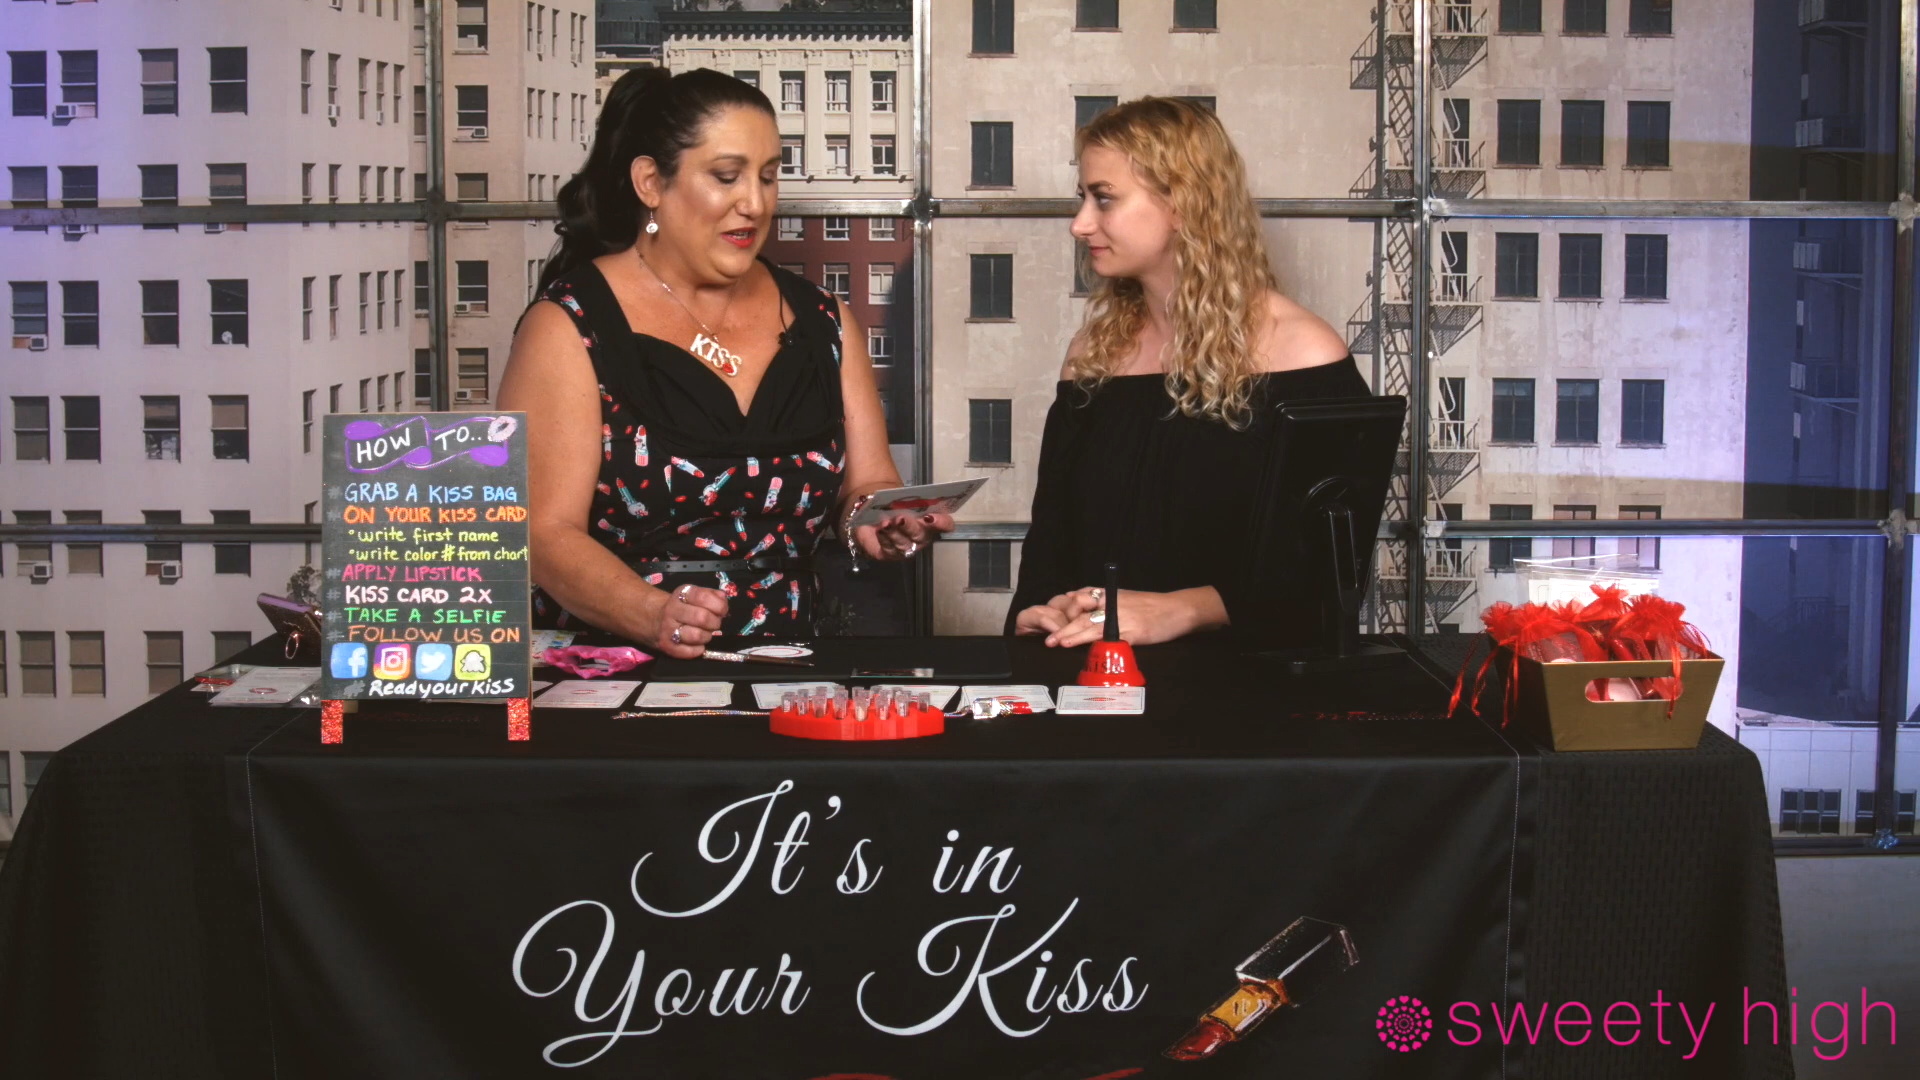 KISS
HOW TO..
# GRAB A KISS BAG
# ON YOUR KISS CARD
*write first name
*write color # from chart
# APPLY LIPSTICK
# KISS CARD 2X
# TAKE A SELFIE
# FOLLOW US ON
# Readyourkiss
It's in
Your Kiss
sweety high